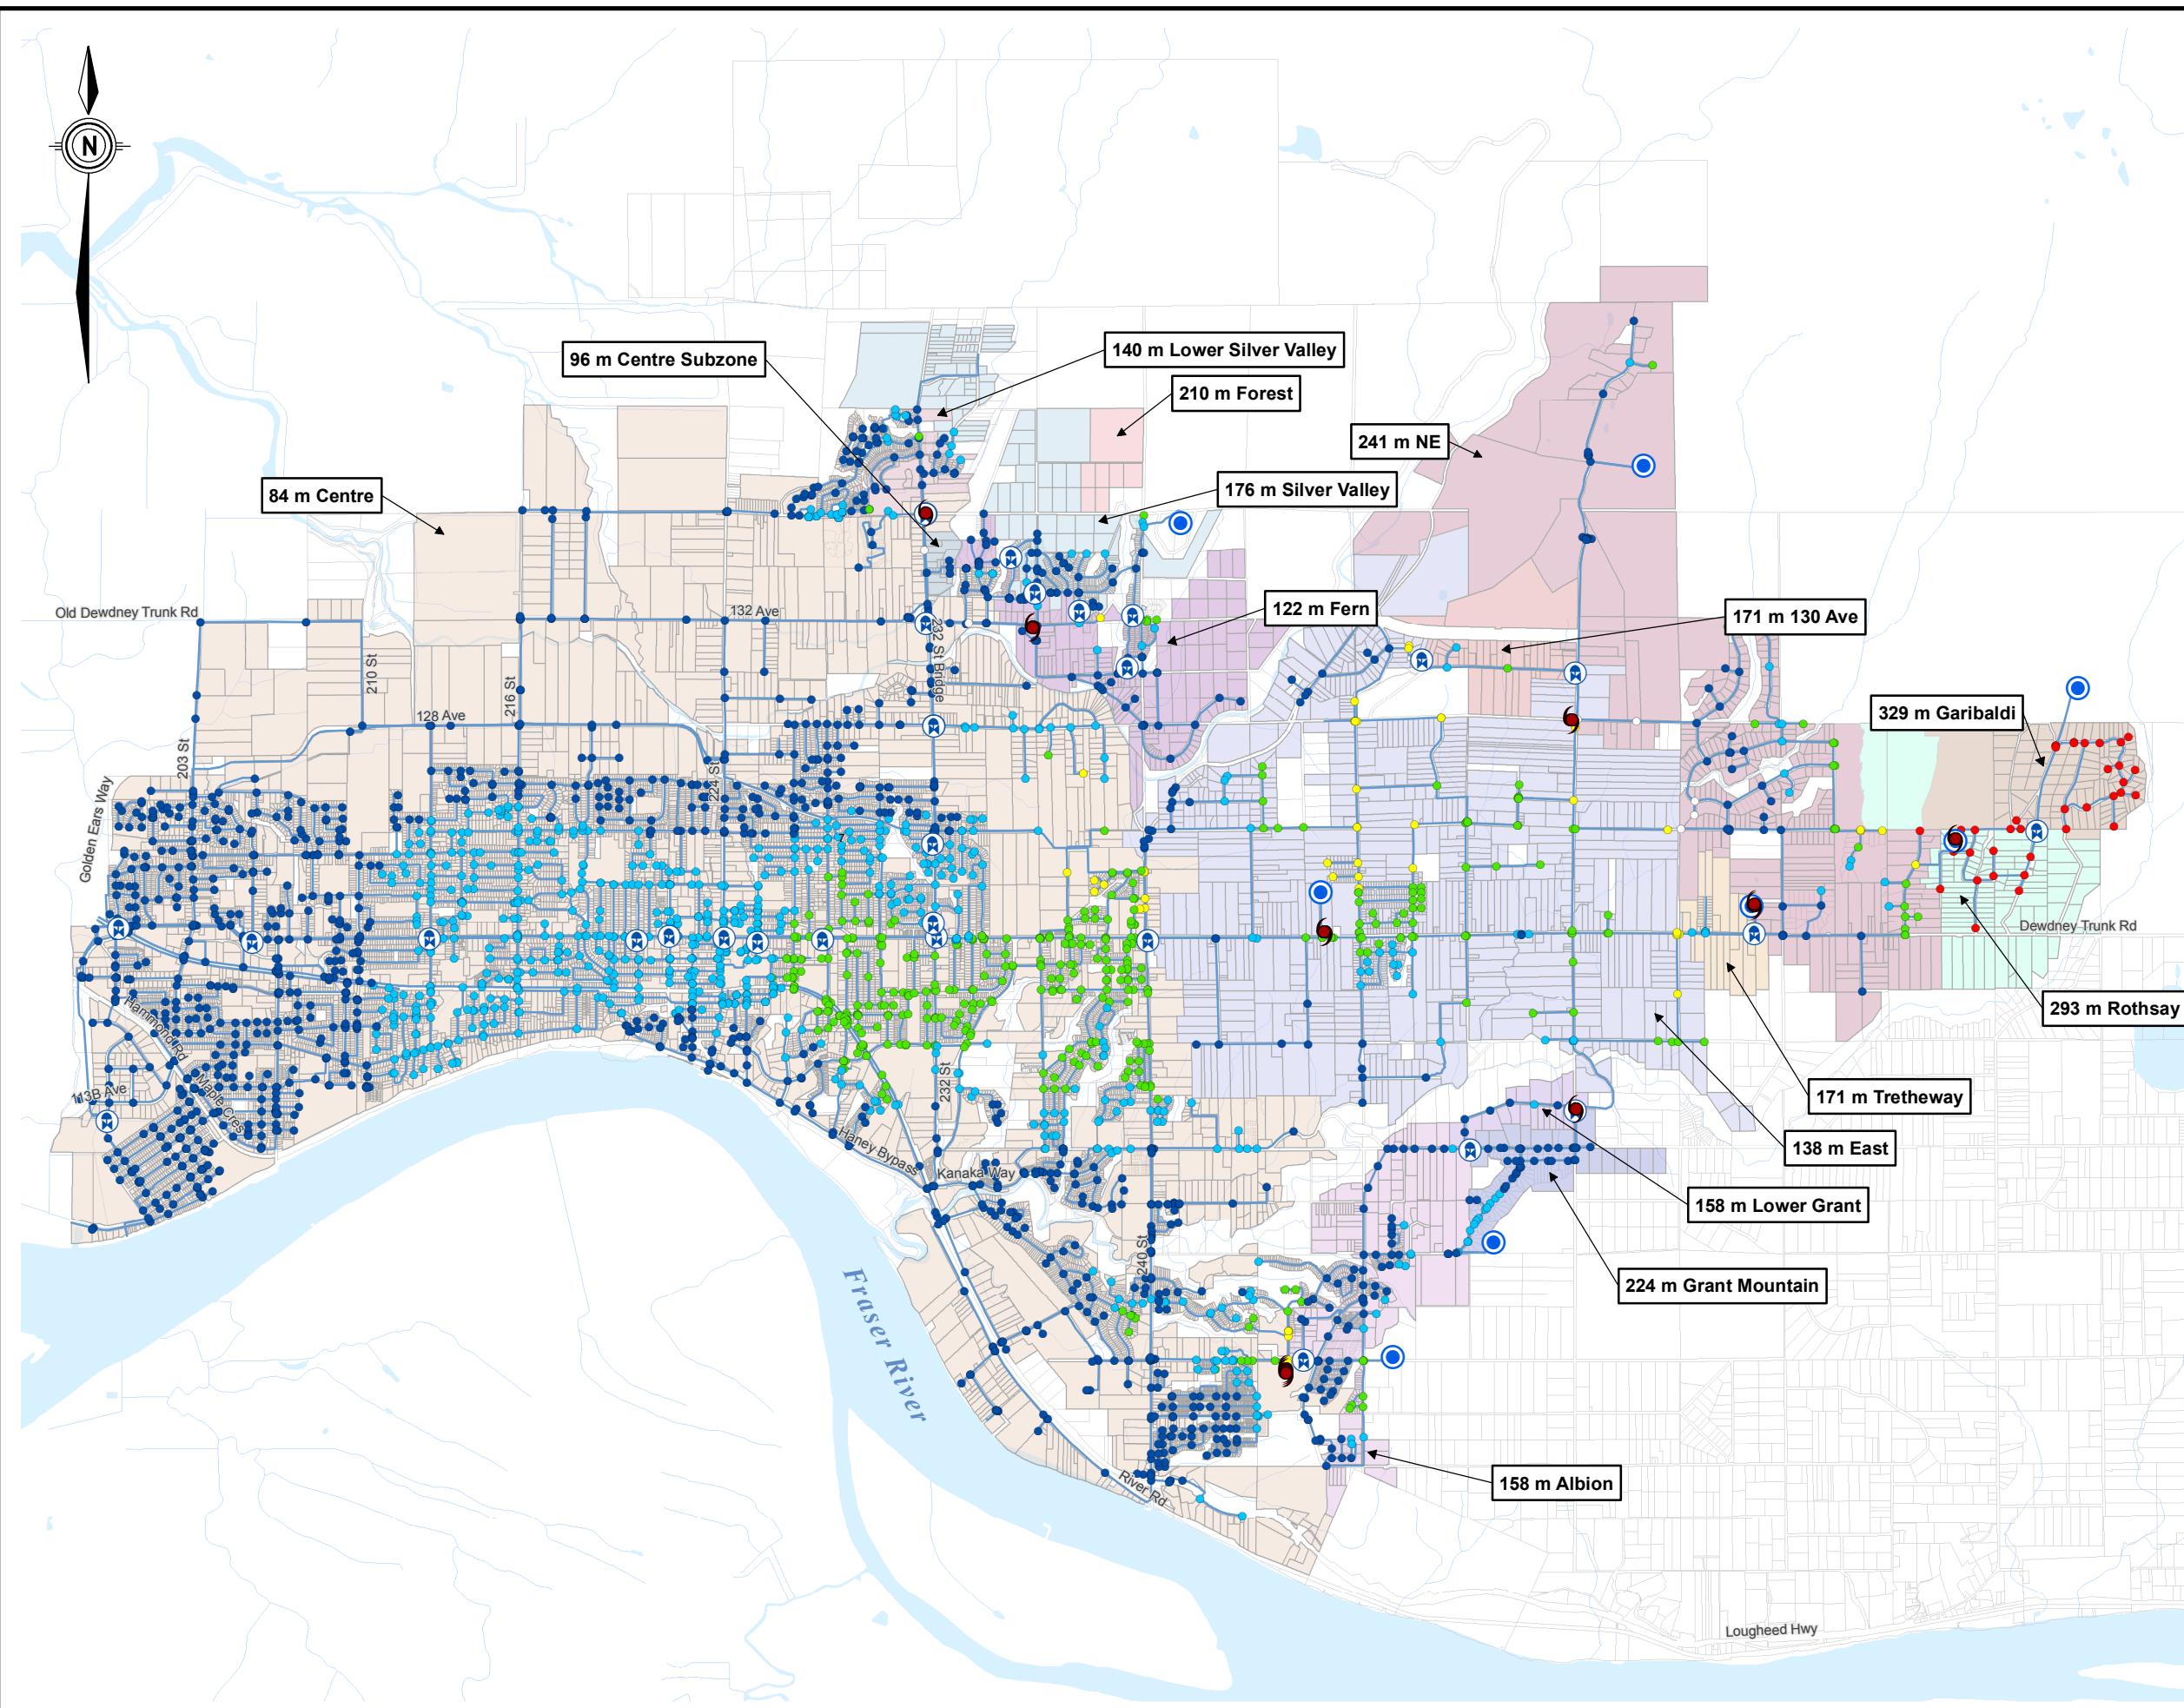 N
96 m Centre Subzone
140 m Lower Silver Valley
210 m Forest
241 m NE
84 m Centre
176 m Silver Valley
122 m Fern
171 m 130 Ave
Old Dewdney Trunk Rd
132 Ave
232 St Bridge
210 St
216 St
128 Ave
329 m Garibaldi
203 St
224 St
Golden Ears Way
Dewdney Trunk Rd
293 m Rothsay
Hammond Rd
Maple Cres
113B Ave
232 St
171 m Tretheway
Haney Bypass
138 m East
Kanaka Way
158 m Lower Grant
240 St
224 m Grant Mountain
Fraser River
158 m Albion
River Rd
Lougheed Hwy